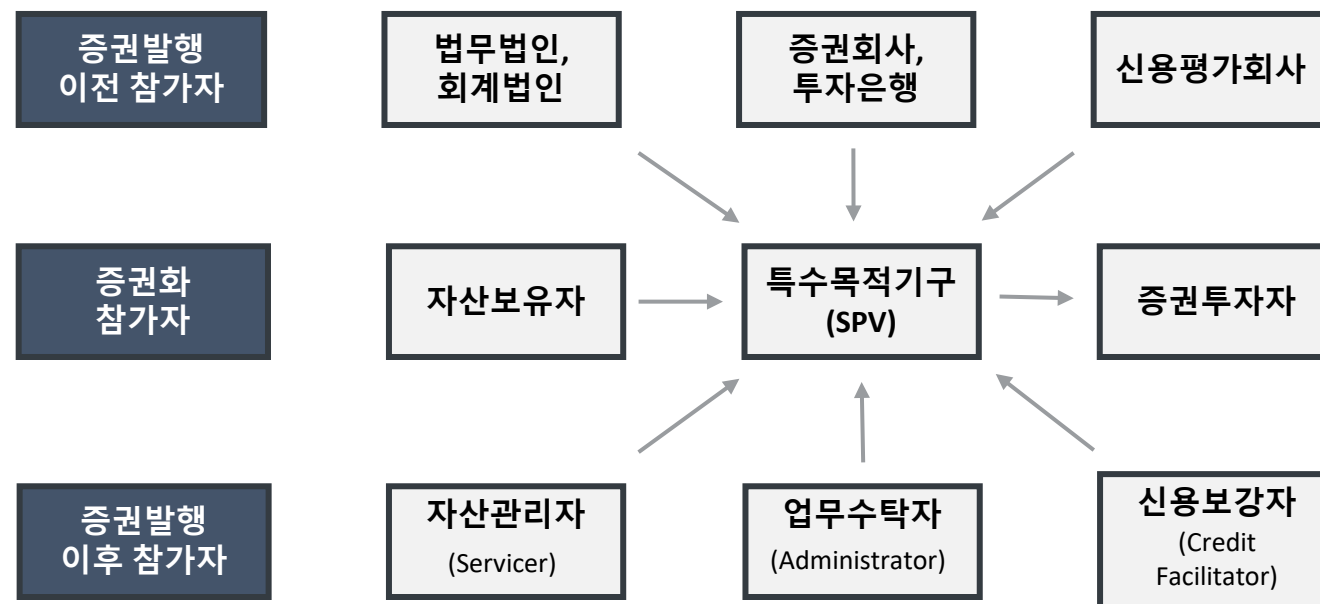 증권발행
이전 참가자
법무법인,
회계법인
증권회사,
투자은행
신용평가회사
증권화
참가자
자산보유자
특수목적기구
(SPV)
증권투자자
증권발행
이후 참가자
자산관리자
(Servicer)
업무수탁자
(Administrator)
신용보강자
(Credit
Facilitator)